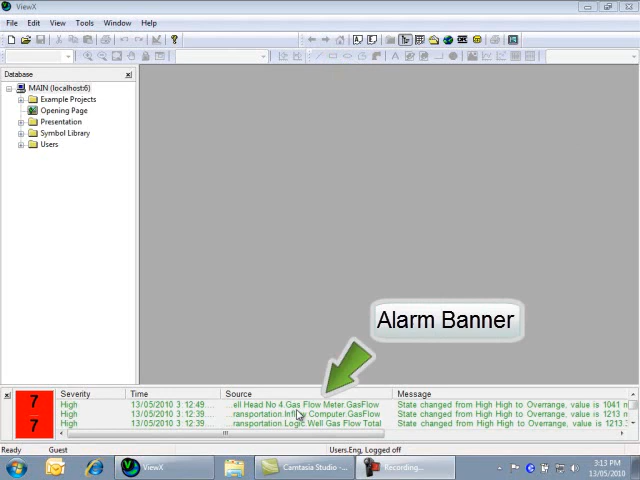 ViewX
File Edit View Tools Window Help
Database
MAIN (localhost:6)
Example Projects
Opening Page
Presentation
Symbol Library
Users
Alarm Banner
7
7
Severity Time Source Message
High 13/05/2010 3:12:49... ...ell Head No 4.Gas Flow Meter GasFlow State changed from High High to Overrange, value is 1041 m
High 13/05/2010 3:12:39... ...ransportation.Inflow Computer GasFlow State changed from High High to Overrange, value is 1213 m
High 13/05/2010 3:12:39... ...ransportation.Logic.Well Gas Flow Total State changed from High High to Overrange, value is 1213.
Ready Guest Users.Eng, Logged off
ViewX Camtasia Studio -... Recording... 3:13 PM
13/05/2010